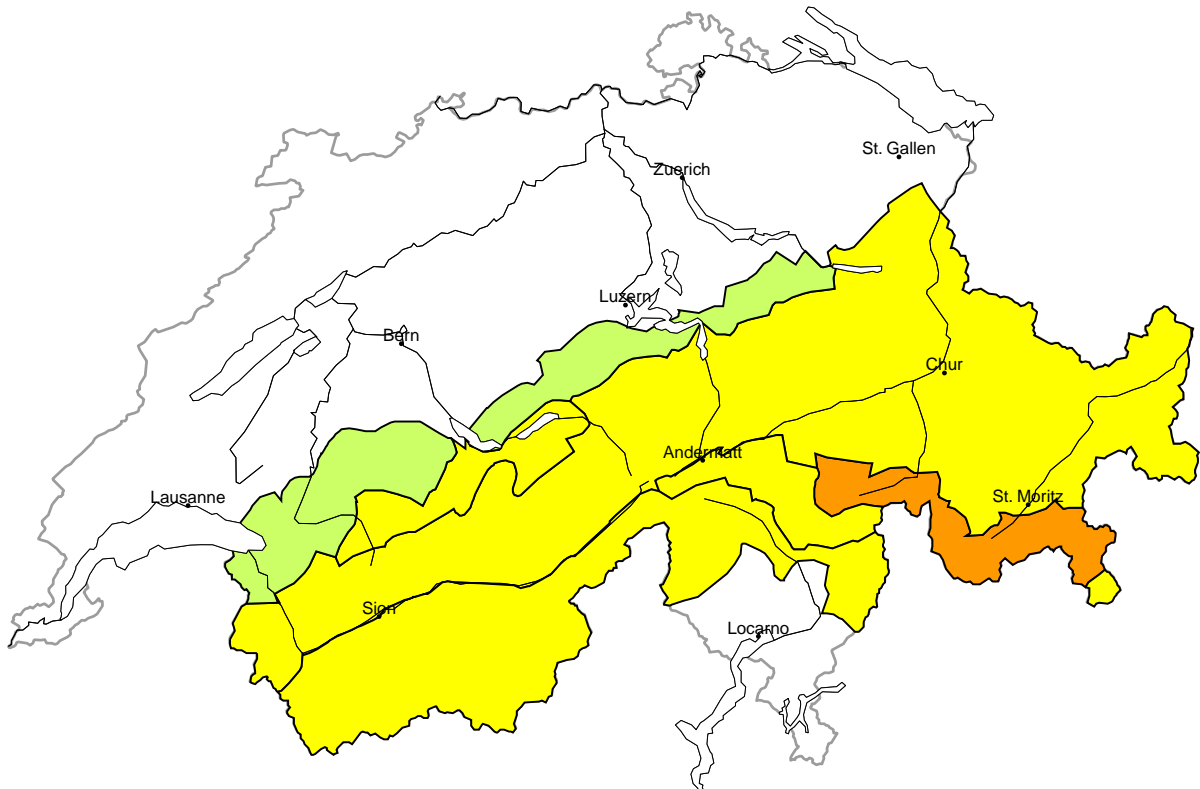 St. Gallen
Zuerich
Luzern
Bern
Chur
Andermatt
Lausanne
St. Moritz
Sion
Locarno